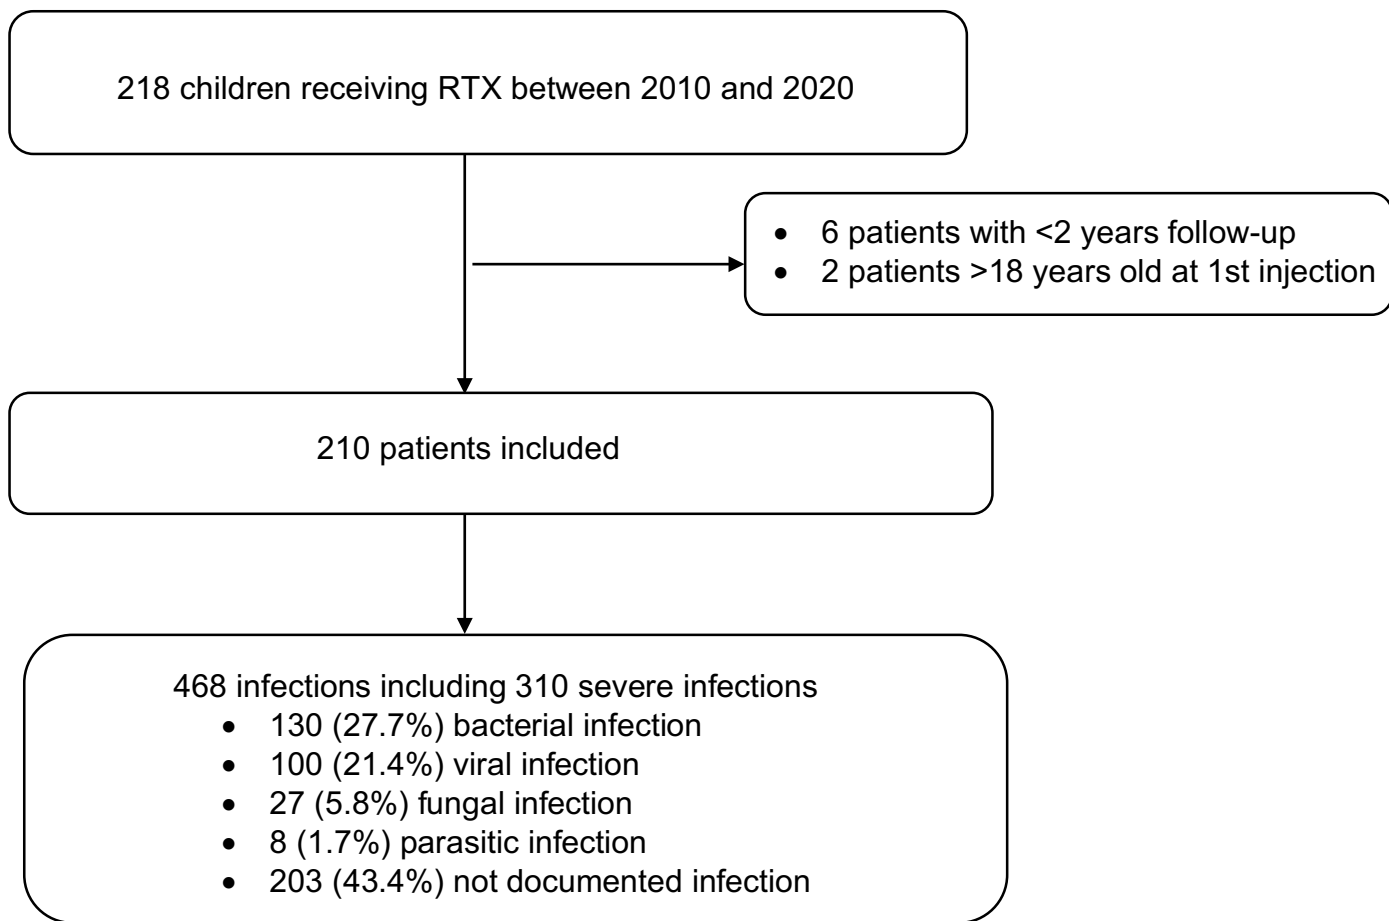 218 children receiving RTX between 2010 and 2020
• 6 patients with <2 years follow-up
• 2 patients >18 years old at 1st injection
210 patients included
468 infections including 310 severe infections
• 130 (27.7%) bacterial infection
• 100 (21.4%) viral infection
• 27 (5.8%) fungal infection
• 8 (1.7%) parasitic infection
• 203 (43.4%) not documented infection